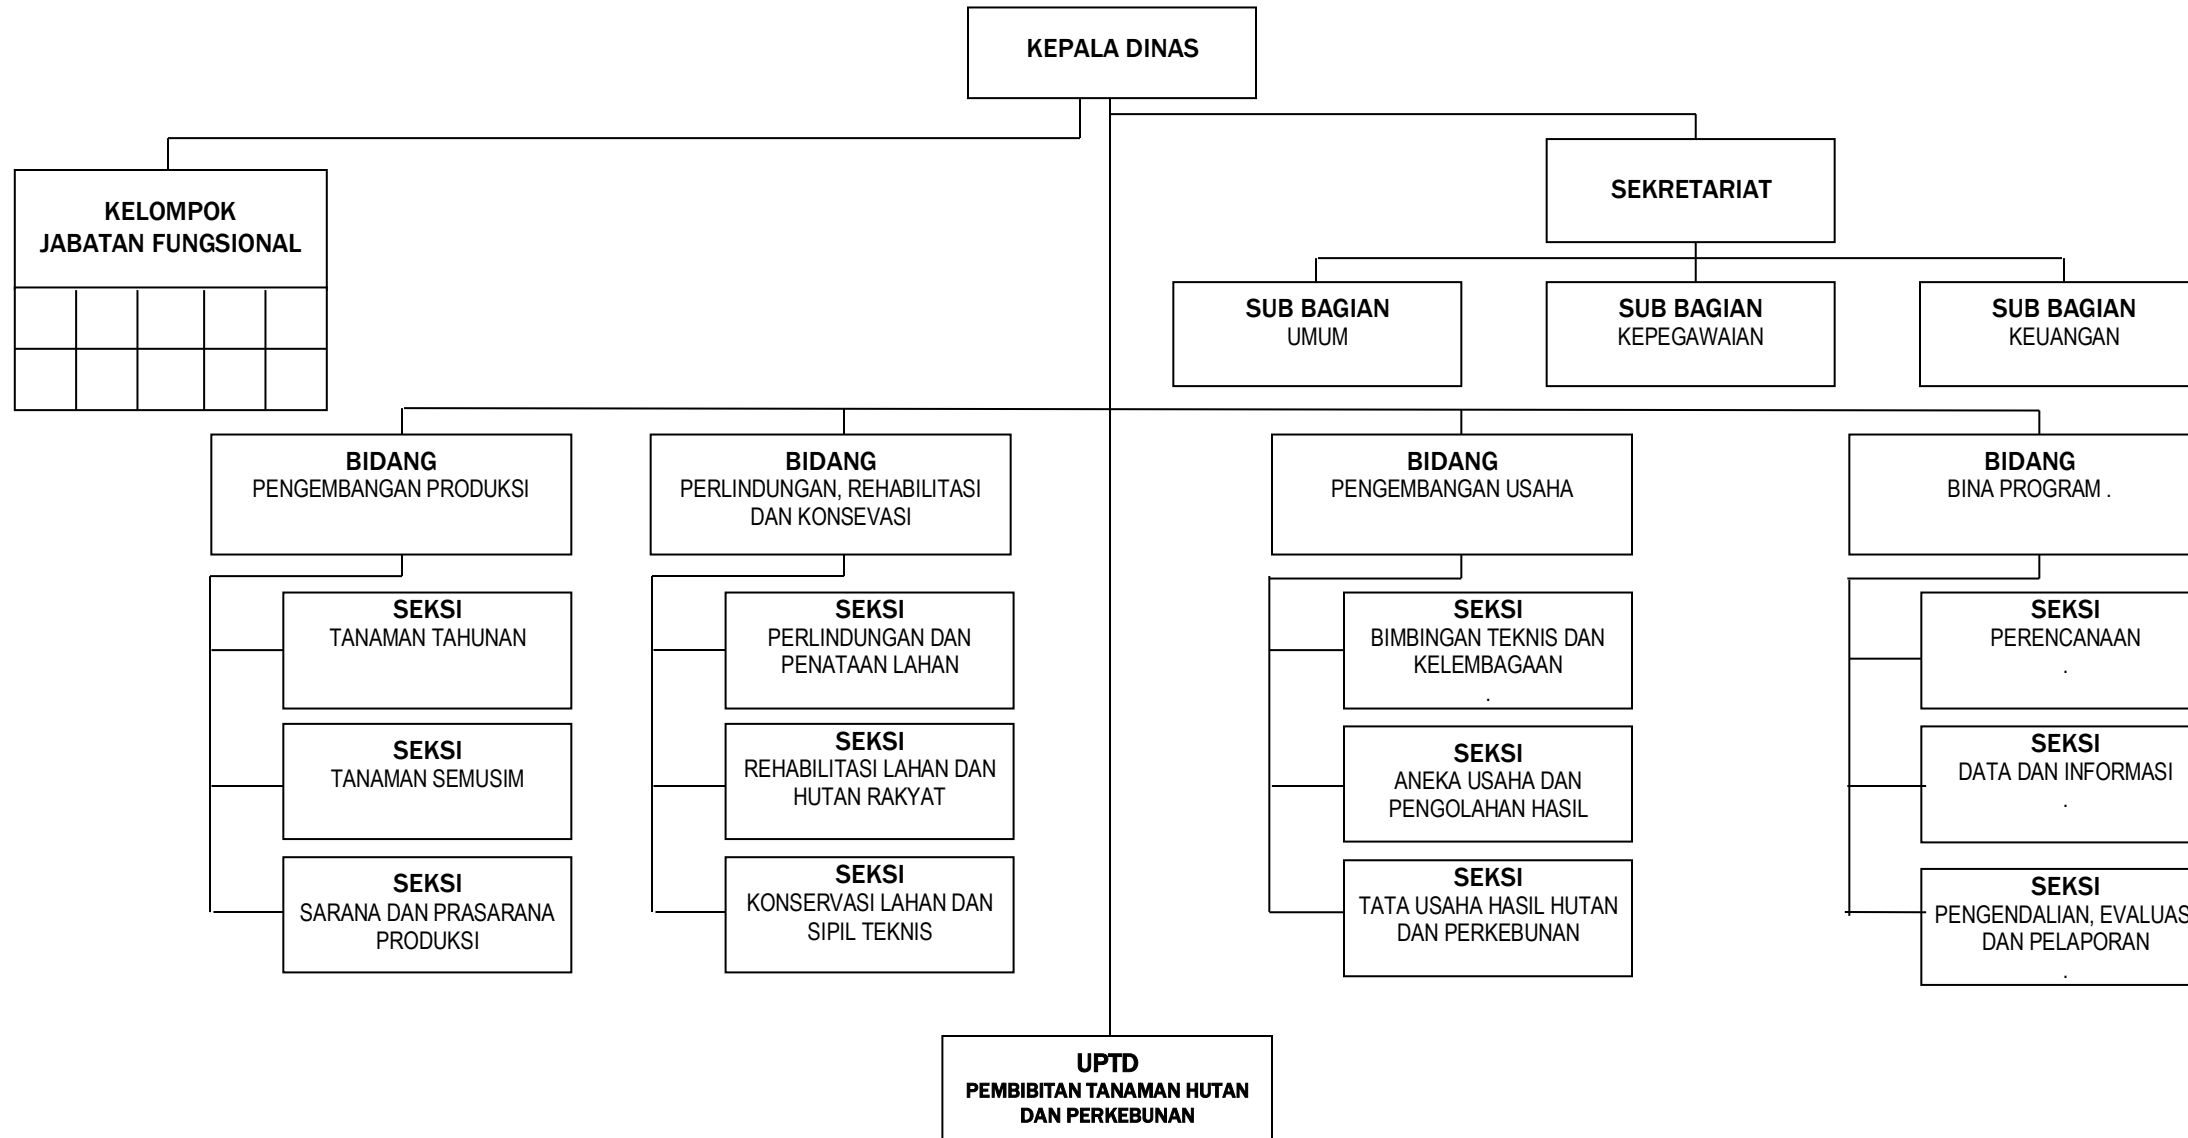 KEPALA DINAS
SEKRETARIAT
KELOMPOK
JABATAN FUNGSIONAL
SUB BAGIAN
UMUM
SUB BAGIAN
KEPEGAWAIAN
SUB BAGIAN
KEUANGAN
BIDANG
PENGEMBANGAN PRODUKSI
BIDANG
PERLINDUNGAN, REHABILITASI
DAN KONSEVASI
BIDANG
PENGEMBANGAN USAHA
BIDANG
BINA PROGRAM .
SEKSI
TANAMAN TAHUNAN
SEKSI
TANAMAN SEMUSIM
SEKSI
SARANA DAN PRASARANA
PRODUKSI
SEKSI
PERLINDUNGAN DAN
PENATAAN LAHAN
SEKSI
REHABILITASI LAHAN DAN
HUTAN RAKYAT
SEKSI
KONSERVASI LAHAN DAN
SIPIL TEKNIS
SEKSI
BIMBINGAN TEKNIS DAN
KELEMBAGAAN
.
SEKSI
ANEKA USAHA DAN
PENGOLAHAN HASIL
SEKSI
TATA USAHA HASIL HUTAN
DAN PERKEBUNAN
SEKSI
PERENCANAAN
.
SEKSI
DATA DAN INFORMASI
.
SEKSI
PENGENDALIAN, EVALUAS
DAN PELAPORAN
.
UPTD
PEMBIBITAN TANAMAN HUTAN
DAN PERKEBUNAN